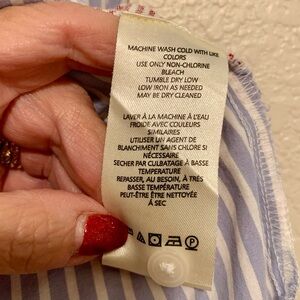 MACHINE WASH COLD WITH LIKE
COLORS
USE ONLY NON-CHLORINE
BLEACH
TUMBLE DRY LOW
LOW IRON AS NEEDED
MAY BE DRY CLEANED
LAVER À LA MACHINE À L'EAU
FROIDE AVEC COULEURS
SIMILAIRES
UTILISER UN AGENT DE
BLANCHIMENT SANS CHLORE SI
NÉCESSAIRE
SECHER PAR CULBATAGE À BASSE
TEMPERATURE
REPASSER, AU BESOIN, À TRÈS
BASSE TEMPÉRATURE
PEUT-ÊTRE ÊTRE NETTOYÉE
À SEC